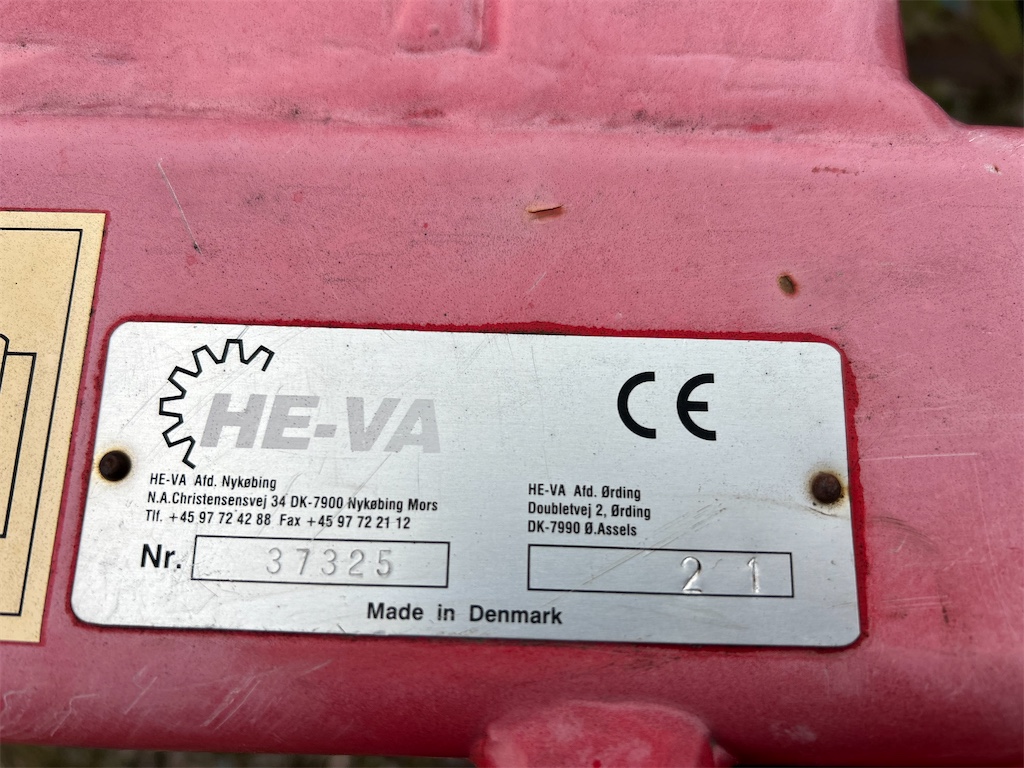 HE-VA
CE
HE-VA Afd. Nykøbing
N.A.Christensensvej 34 DK-7900 Nykøbing Mors
Tlf. +45 97 72 42 88 Fax +45 97 72 21 12
HE-VA Afd. Ørding
Doubletvej 2, Ørding
DK-7990 Ø.Assels
Nr. 37325
2 1
Made in Denmark